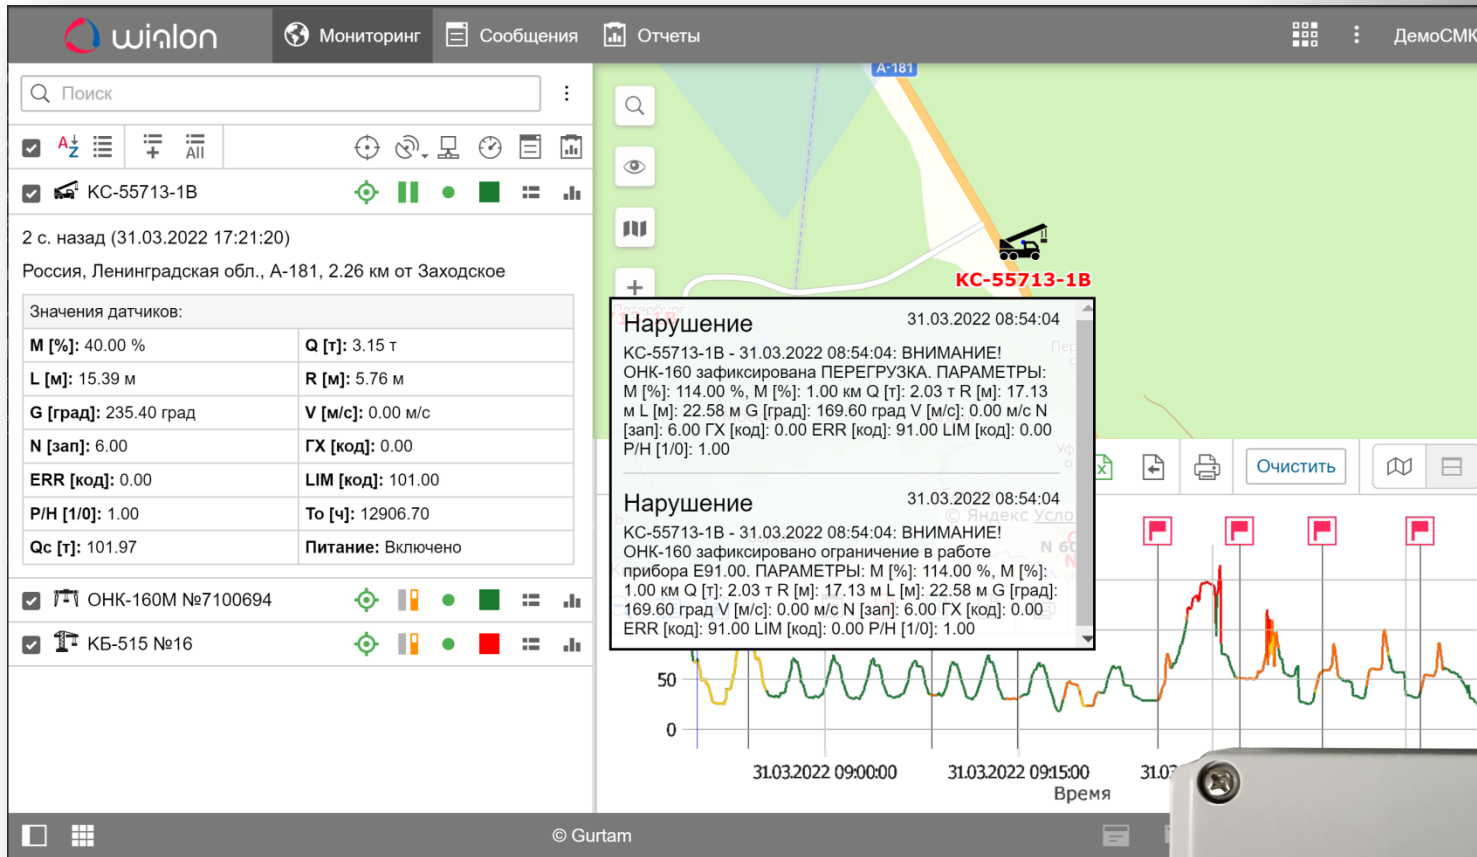 wialon
Мониторинг
Сообщения
Отчеты
ДемоСМК
Поиск
A
Z
All
КС-55713-1В
2 с. назад (31.03.2022 17:21:20)
Россия, Ленинградская обл., А-181, 2.26 км от Заходское
Значения датчиков:
M [%]: 40.00 %
Q [т]: 3.15 т
L [м]: 15.39 м
R [м]: 5.76 м
G [град]: 235.40 град
V [м/с]: 0.00 м/с
N [зап]: 6.00
ГХ [код]: 0.00
ERR [код]: 0.00
LIM [код]: 101.00
P/H [1/0]: 1.00
То [ч]: 12906.70
Qc [т]: 101.97
Питание: Включено
ОНК-160М №7100694
КБ-515 №16
А-181
КС-55713-1В
Нарушение
31.03.2022 08:54:04
КС-55713-1В - 31.03.2022 08:54:04: ВНИМАНИЕ!
ОНК-160 зафиксирована ПЕРЕГРУЗКА. ПАРАМЕТРЫ:
M [%]: 114.00 %, M [%]: 1.00 км Q [т]: 2.03 т R [м]: 17.13
м L [м]: 22.58 м G [град]: 169.60 град V [м/с]: 0.00 м/с N
[зап]: 6.00 ГХ [код]: 0.00 ERR [код]: 91.00 LIM [код]: 0.00
P/H [1/0]: 1.00
Нарушение
31.03.2022 08:54:04
© Яндекс Усло
КС-55713-1В - 31.03.2022 08:54:04: ВНИМАНИЕ!
ОНК-160 зафиксировано ограничение в работе
прибора E91.00. ПАРАМЕТРЫ: M [%]: 114.00 %, M [%]:
1.00 км Q [т]: 2.03 т R [м]: 17.13 м L [м]: 22.58 м G [град]:
169.60 град V [м/с]: 0.00 м/с N [зап]: 6.00 ГХ [код]: 0.00
ERR [код]: 91.00 LIM [код]: 0.00 P/H [1/0]: 1.00
Очистить
50
0
31.03.2022 09:00:00
31.03.2022 09:15:00
31.03
Время
© Gurtam